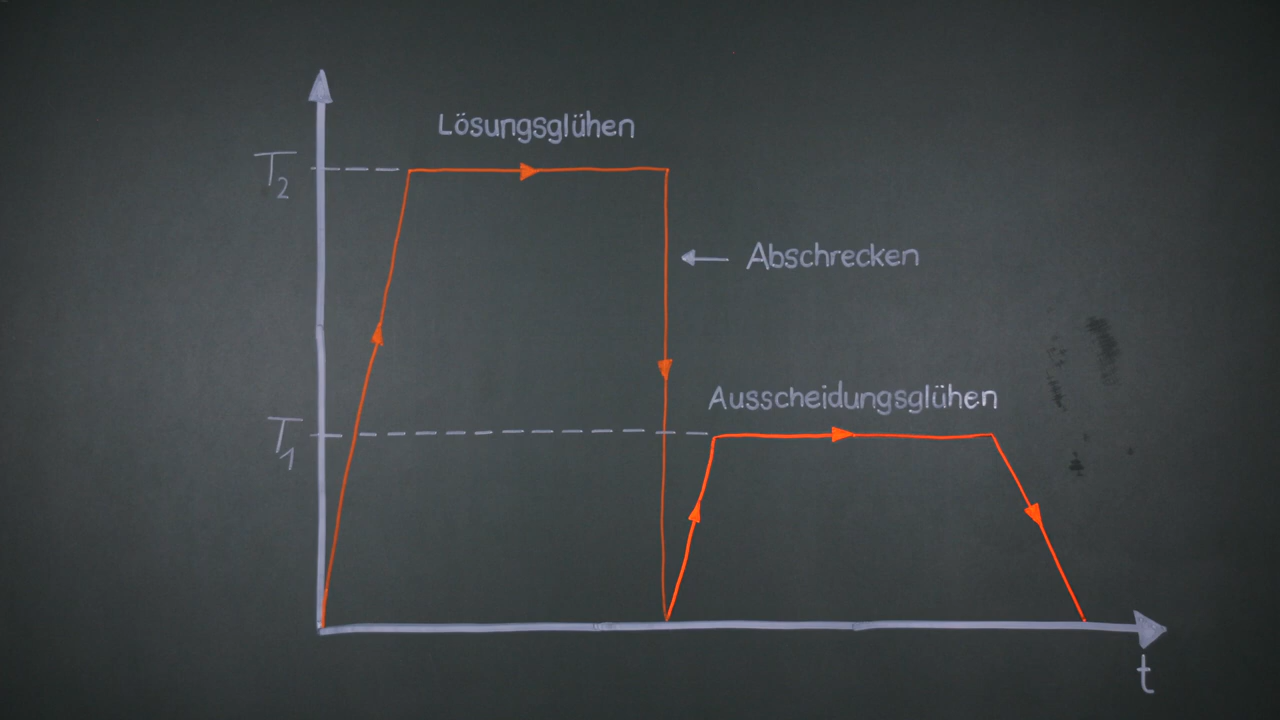 Lösungsglühen
T2
Abschrecken
Ausscheidungsglühen
T1
t